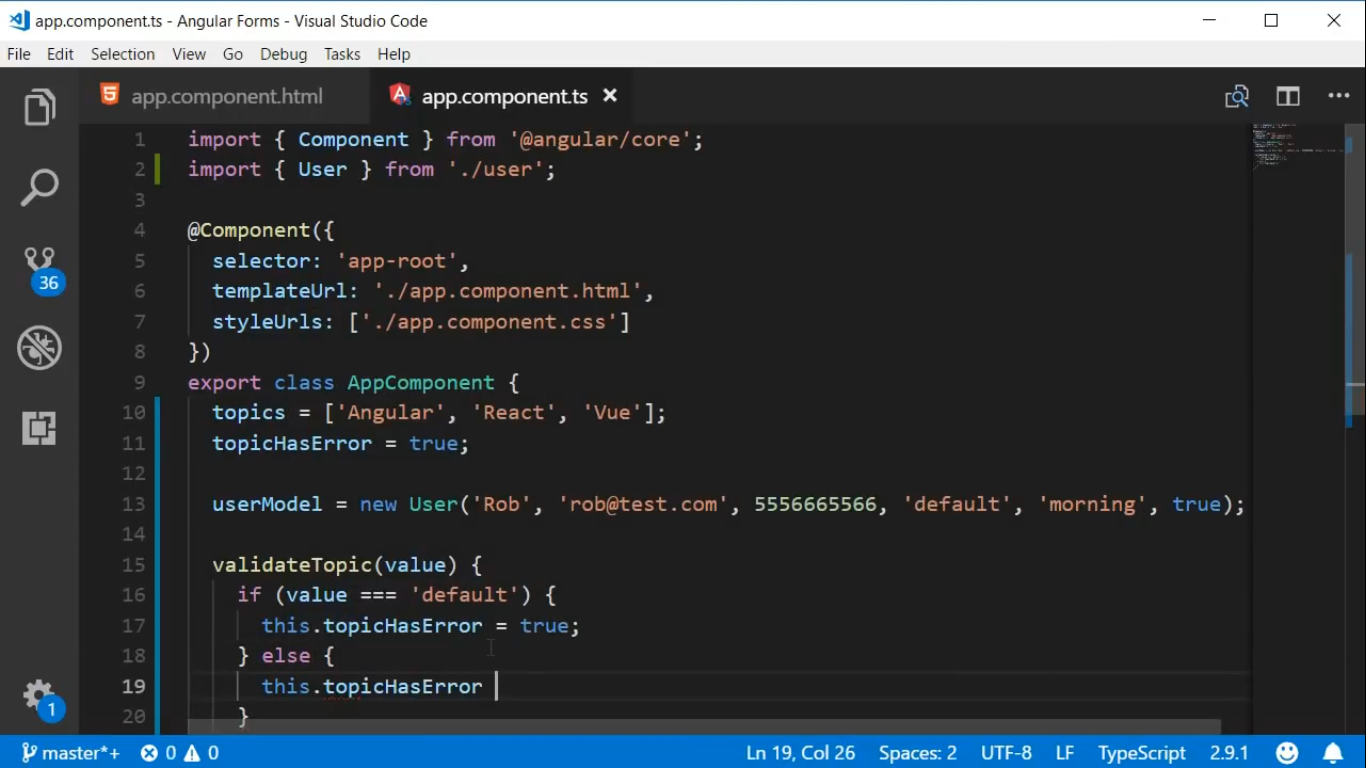 app.component.ts - Angular Forms - Visual Studio Code
File Edit Selection View Go Debug Tasks Help
app.component.html app.component.ts
1 import { Component } from '@angular/core';
2 import { User } from './user';
3
4 @Component({
5 selector: 'app-root',
6 templateUrl: './app.component.html',
7 styleUrls: ['./app.component.css']
8 })
9 export class AppComponent {
10 topics = ['Angular', 'React', 'Vue'];
11 topicHasError = true;
12
13 userModel = new User('Rob', 'rob@test.com', 5556665566, 'default', 'morning', true);
14
15 validateTopic(value) {
16 if (value === 'default') {
17 this.topicHasError = true;
18 } else {
19 this.topicHasError
20 }
36
1
master*+ 0 0 Ln 19, Col 26 Spaces: 2 UTF-8 LF TypeScript 2.9.1